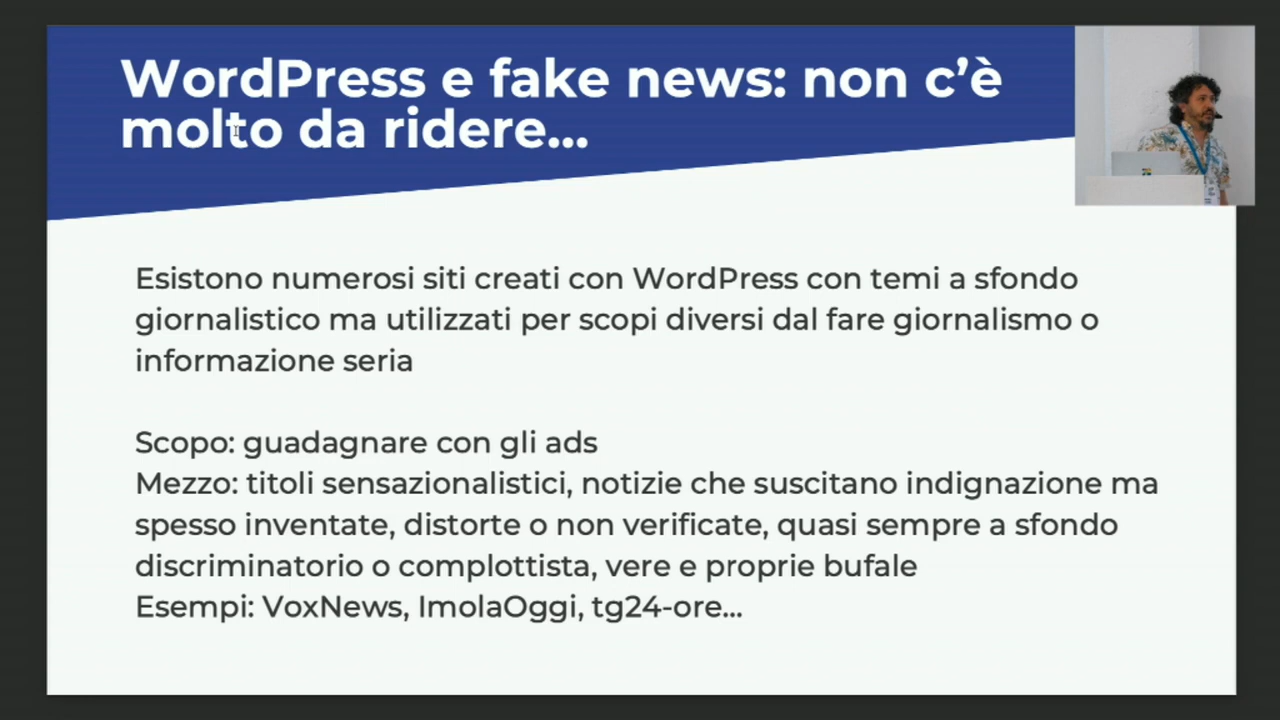 WordPress e fake news: non c’è
molto da ridere...
Esistono numerosi siti creati con WordPress con temi a sfondo
giornalistico ma utilizzati per scopi diversi dal fare giornalismo o
informazione seria
Scopo: guadagnare con gli ads
Mezzo: titoli sensazionalistici, notizie che suscitano indignazione ma
spesso inventate, distorte o non verificate, quasi sempre a sfondo
discriminatorio o complottista, vere e proprie bufale
Esempi: VoxNews, ImolaOggi, tg24-ore...